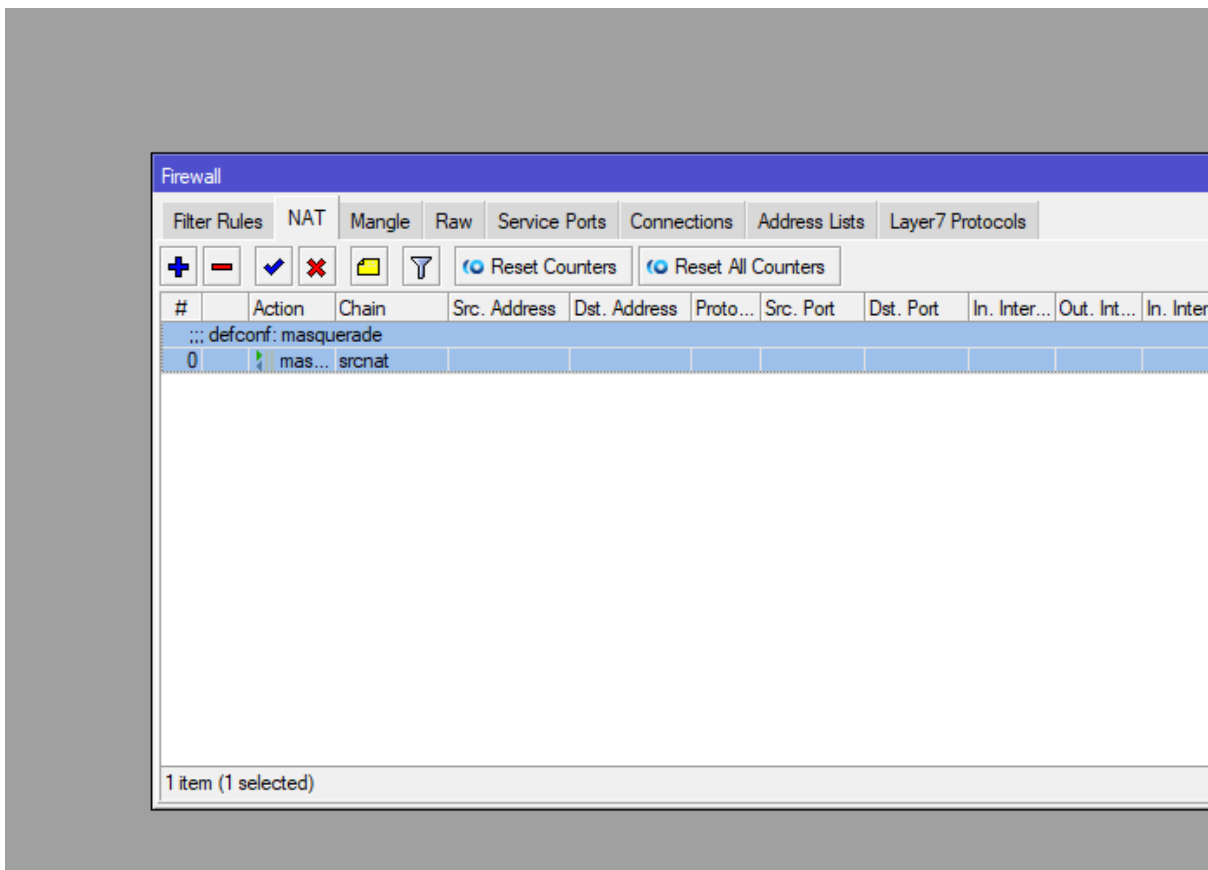 Firewall
Filter Rules NAT Mangle Raw Service Ports Connections Address Lists Layer7 Protocols
Reset Counters Reset All Counters
# Action Chain Src. Address Dst. Address Proto... Src. Port Dst. Port In. Inter... Out. Int... In. Inter
;;; defconf: masquerade
0 mas... srcnat
1 item (1 selected)